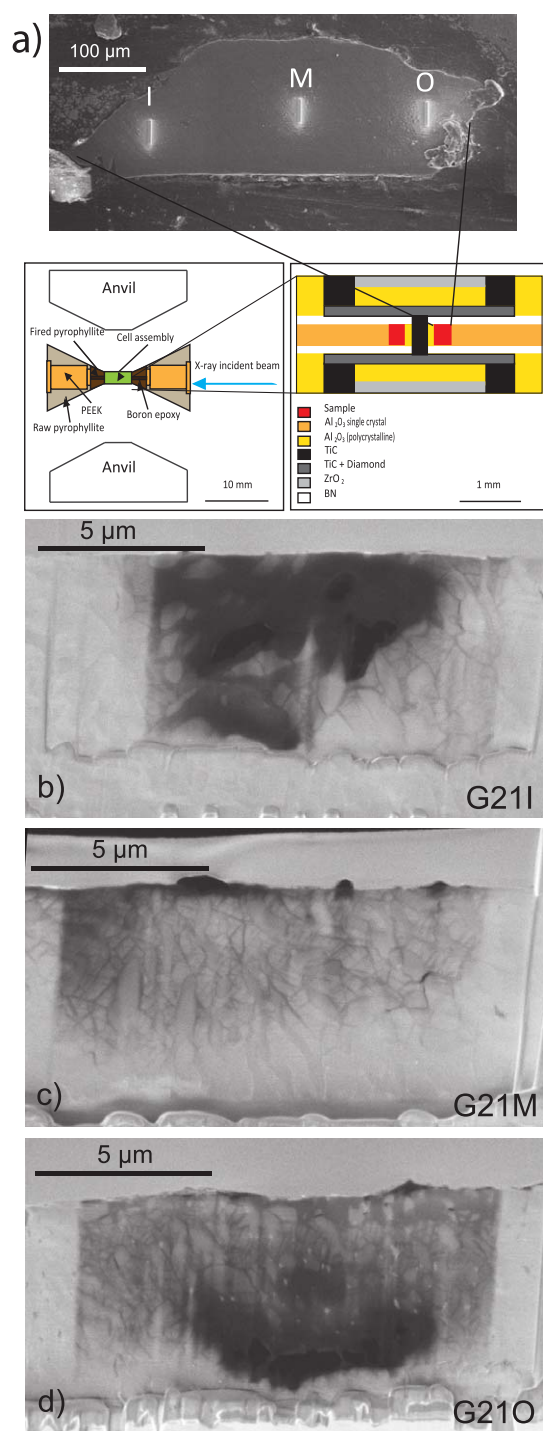 a)
100 µm
I
M
O
Anvil
Fired pyrophyllite
Cell assembly
X-ray incident beam
PEEK
Boron epoxy
Raw pyrophyllite
Anvil
10 mm
Sample
Al2O3 single crystal
Al2O3 (polycrystalline)
TiC
TiC + Diamond
ZrO2
BN
1 mm
5 µm
b)
G21I
5 µm
c)
G21M
5 µm
d)
G21O